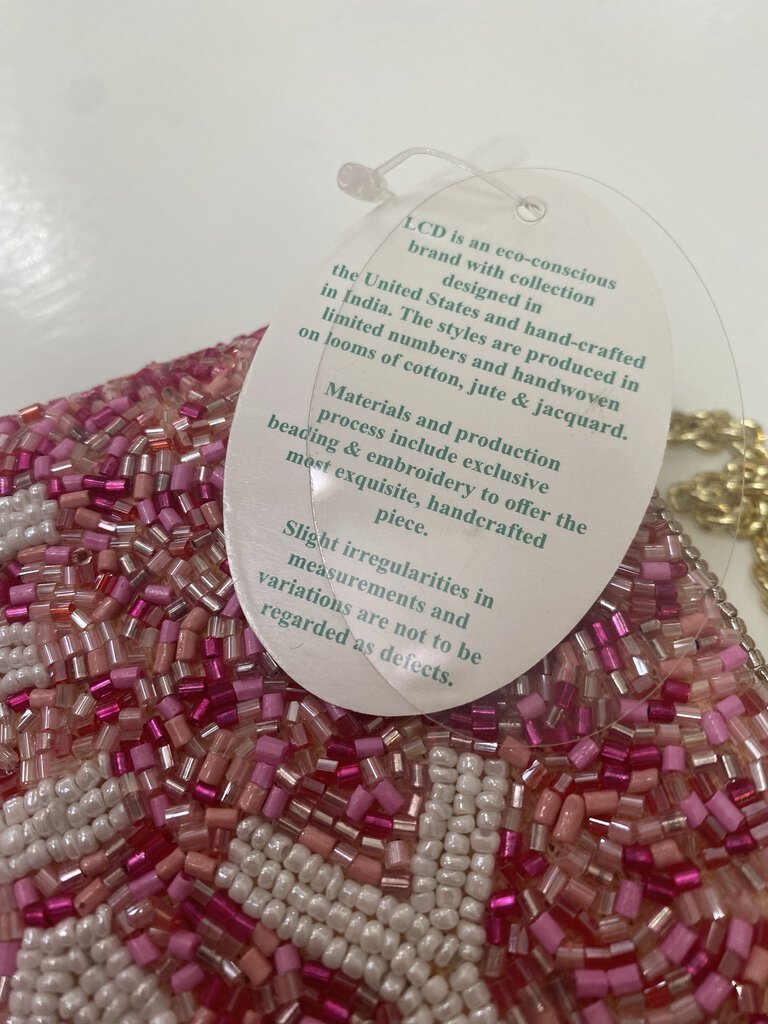 LCD is an eco-conscious
brand with collection
designed in
the United States and hand-crafted
in India. The styles are produced in
limited numbers and handwoven
on looms of cotton, jute & jacquard.
Materials and production
process include exclusive
beading & embroidery to offer the
most exquisite, handcrafted
piece.
Slight irregularities in
measurements and
variations are not to be
regarded as defects.